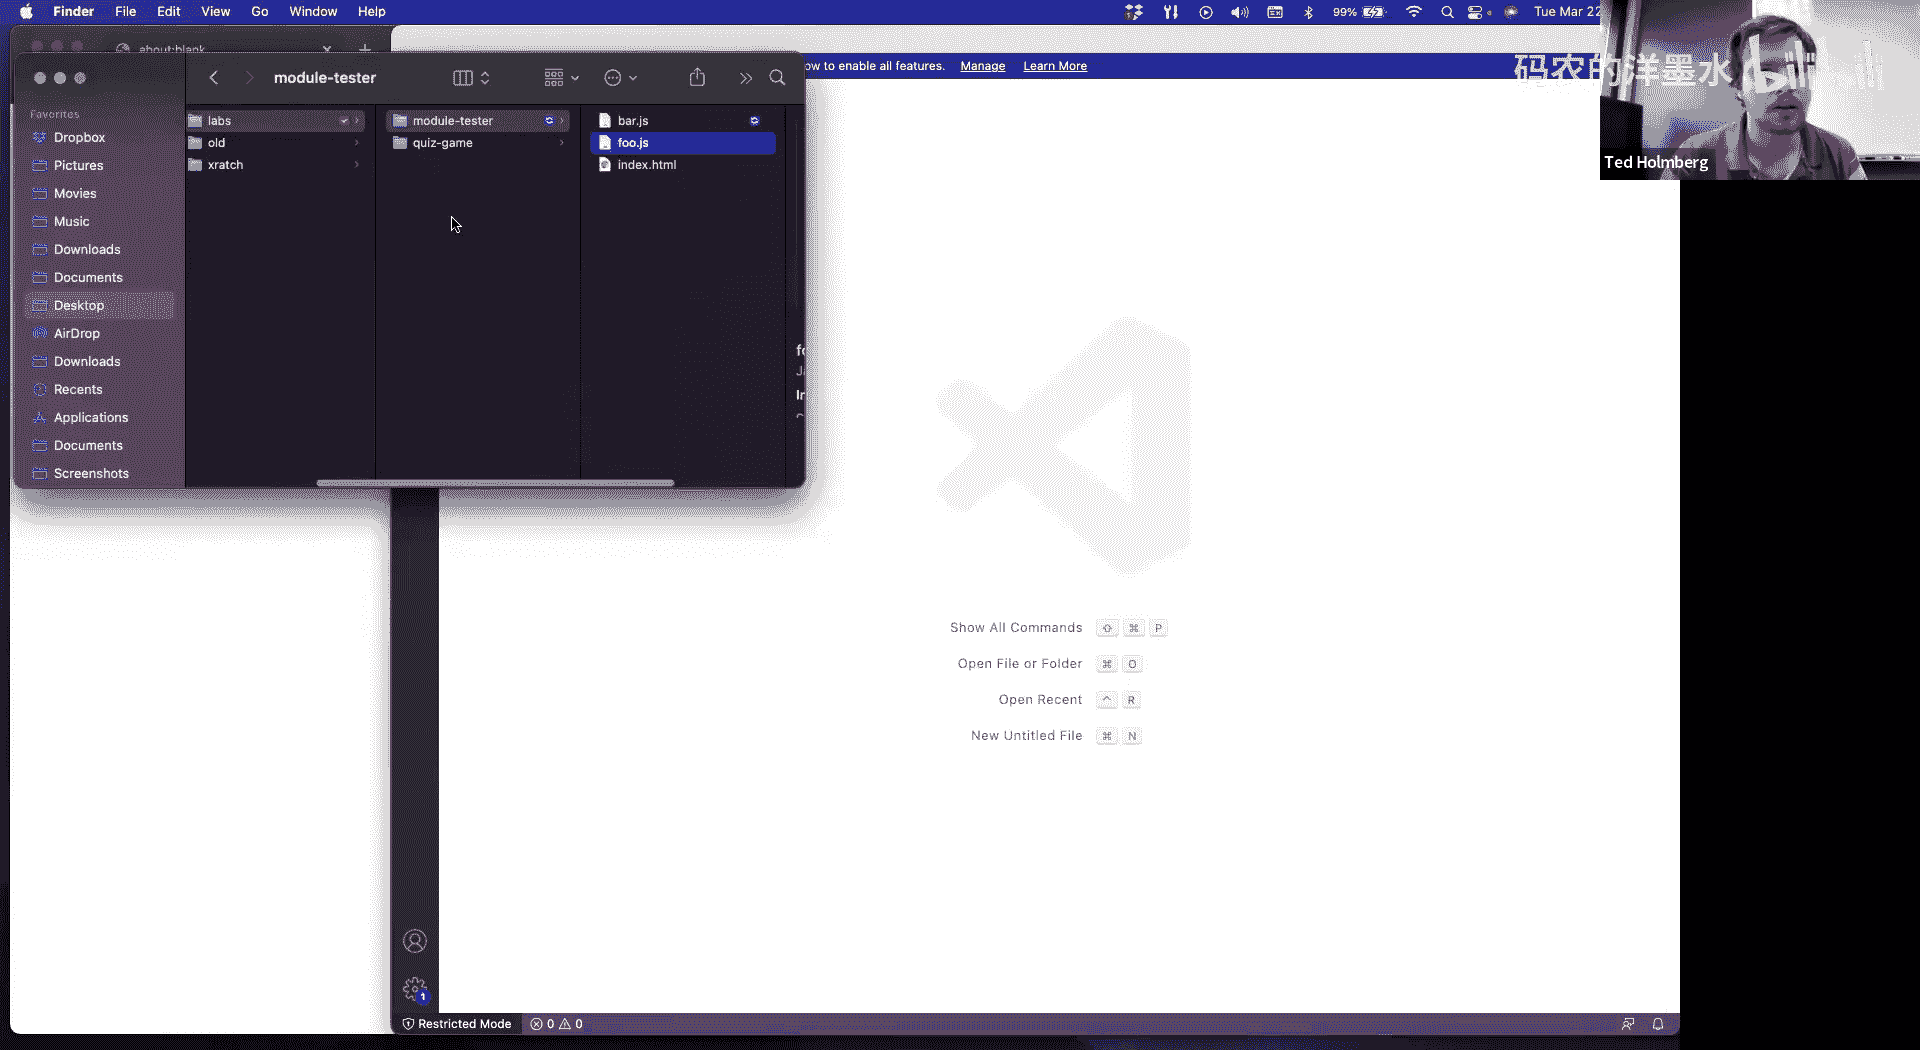 Finder File Edit View Go Window Help
99%
Tue Mar 22
about:blank
module-tester
ow to enable all features. Manage Learn More
码农的洋墨水 bilibili
Favorites
Dropbox
Pictures
Movies
Music
Downloads
Documents
Desktop
AirDrop
Downloads
Recents
Applications
Documents
Screenshots
labs
old
xratch
module-tester
quiz-game
bar.js
foo.js
index.html
Ted Holmberg
Show All Commands ⇧ ⌘ P
Open File or Folder ⌘ O
Open Recent ^ R
New Untitled File ⌘ N
1
Restricted Mode 0 0